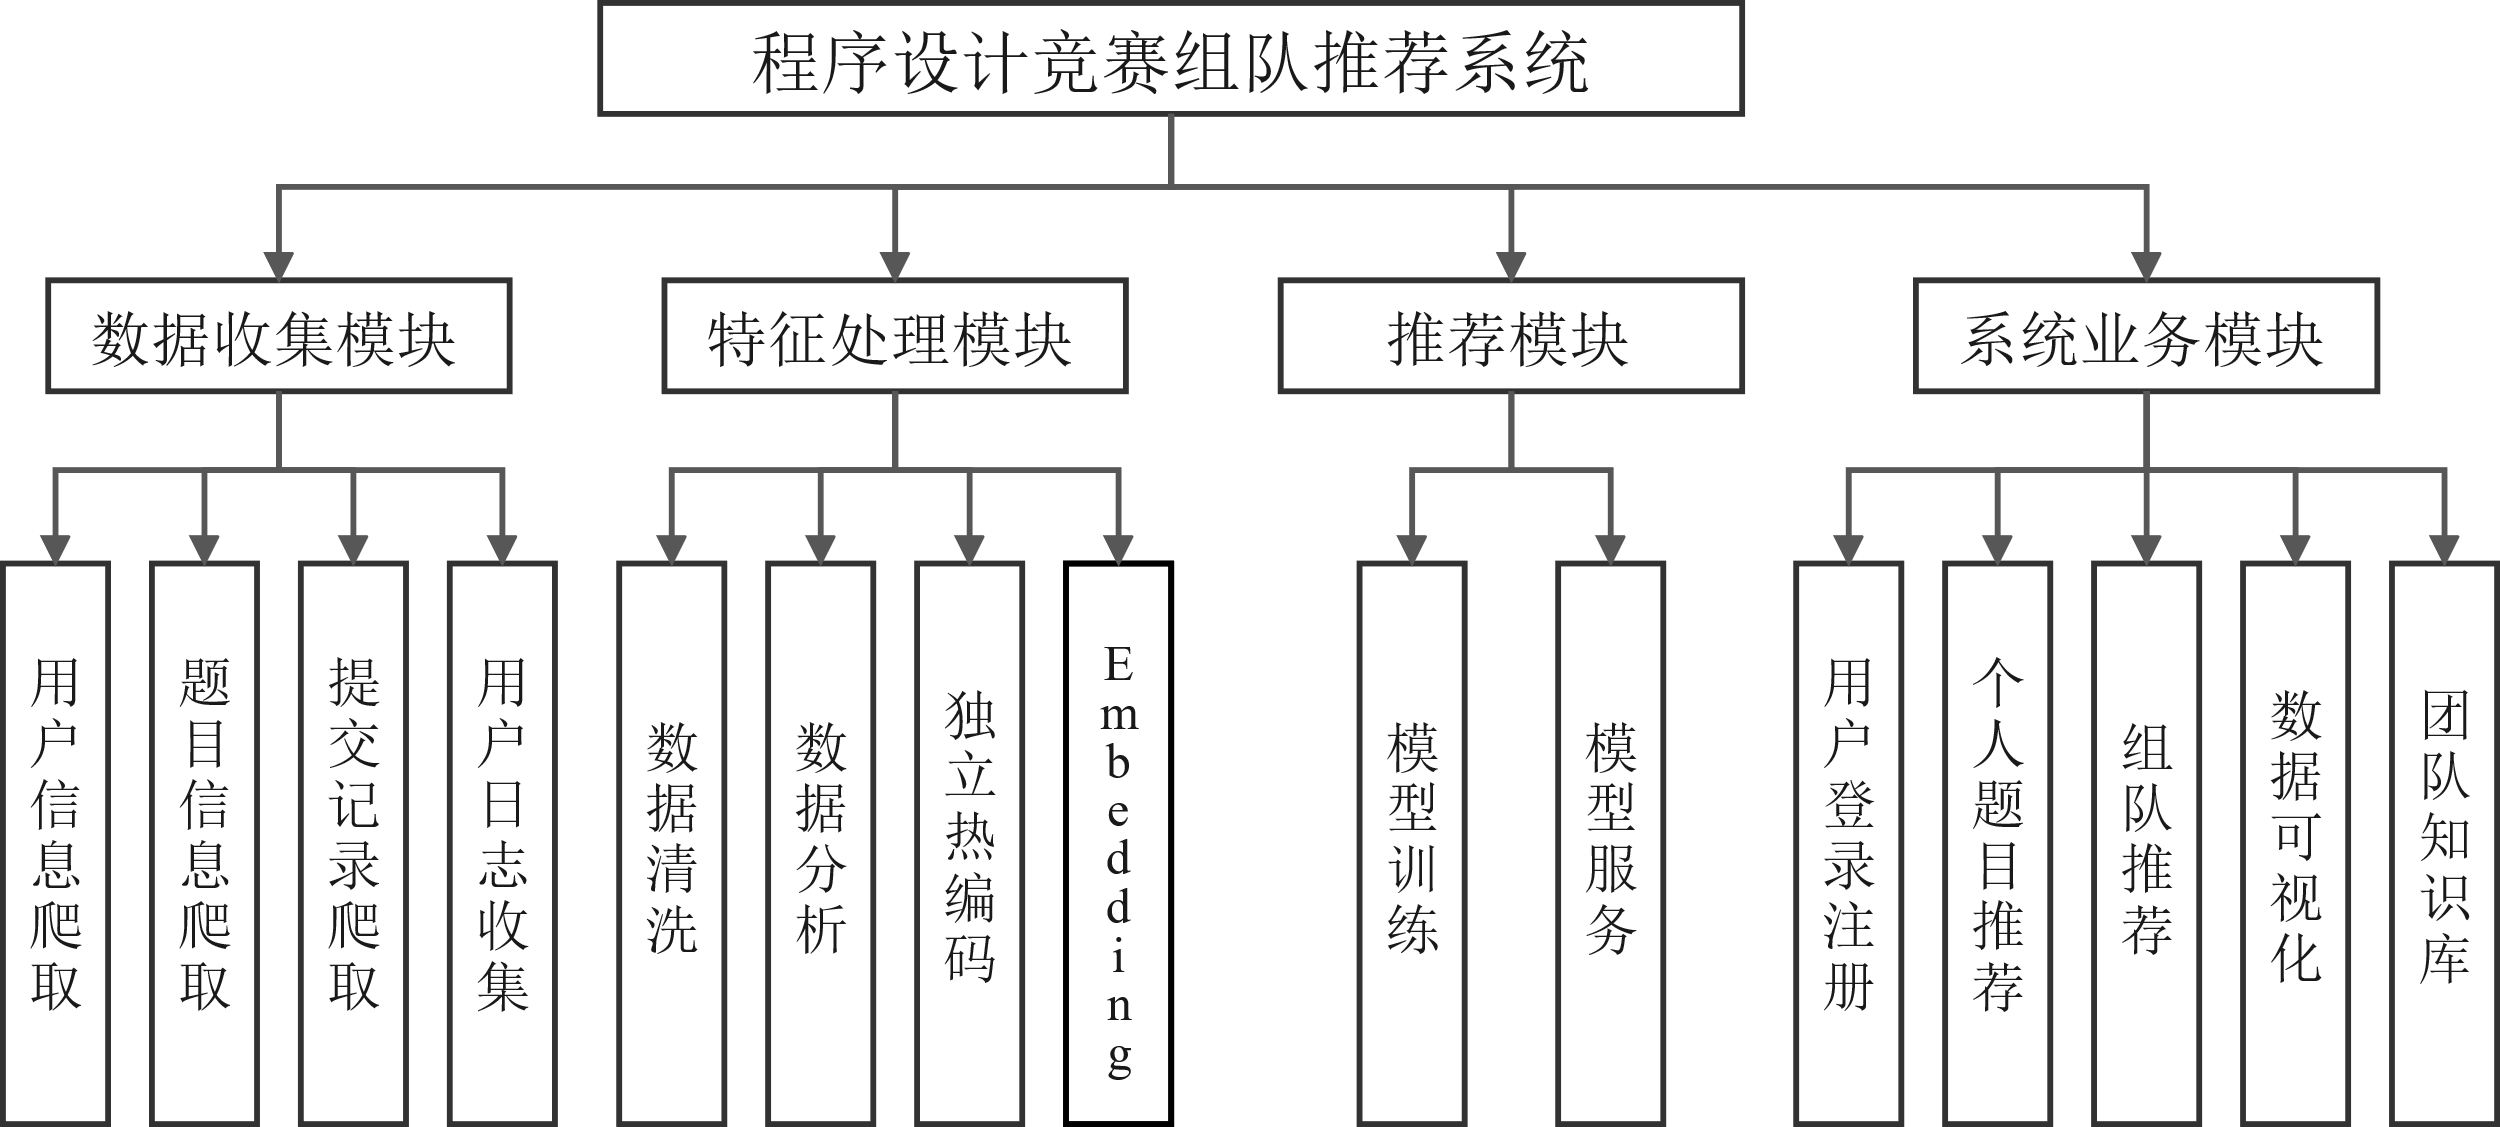 程序设计竞赛组队推荐系统
数据收集模块
特征处理模块
推荐模块
系统业务模块
用户信息爬取
题目信息爬取
提交记录爬取
用户日志收集
数据清洗
数据分析
独立热编码
Embedding
模型训练
模型服务
用户登录注册
个人题目推荐
组队推荐
数据可视化
团队知识库